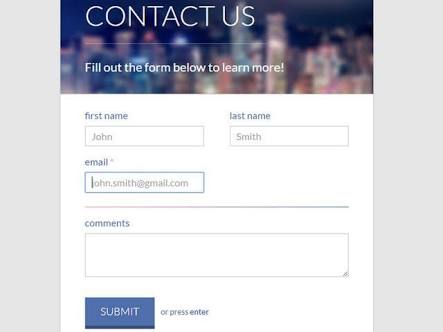 CONTACT US
Fill out the form below to learn more!
first name last name
John Smith
email *
john.smith@gmail.com
comments
SUBMIT or press enter